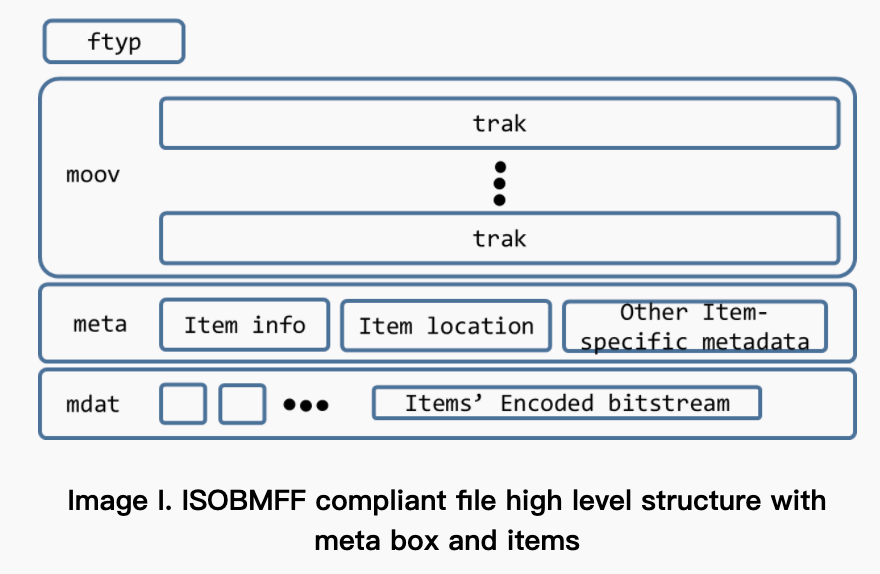 ftyp
trak
moov
trak
meta
Item info
Item location
Other Item-
specific metadata
mdat
Items’ Encoded bitstream
Image I. ISOBMFF compliant file high level structure with
meta box and items